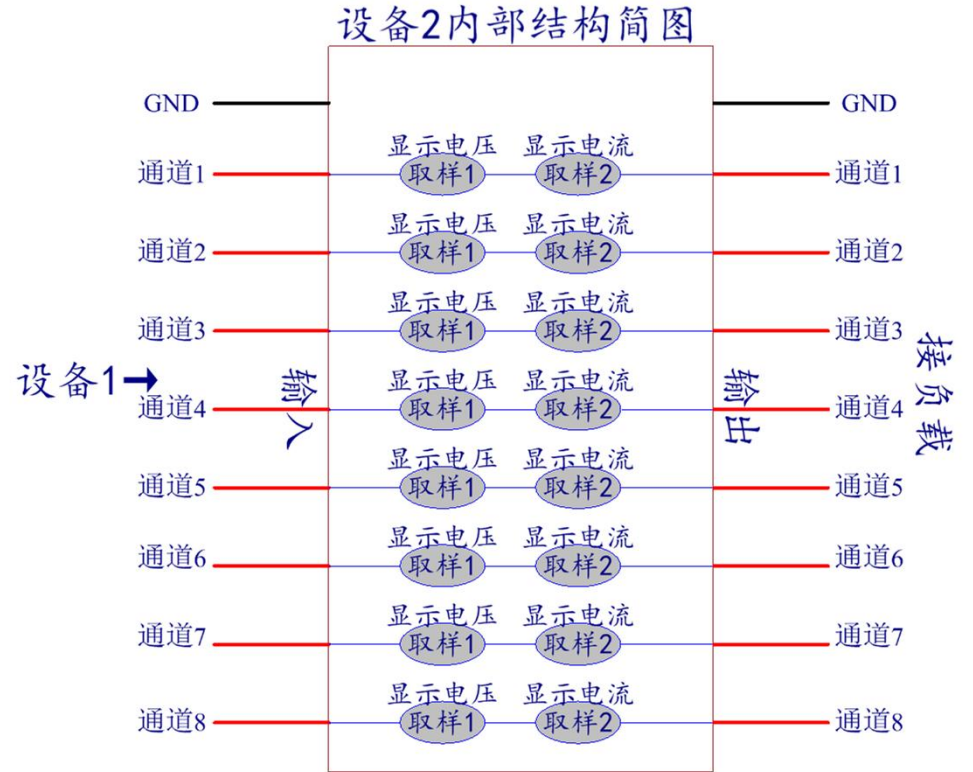 设备2内部结构简图
GND
GND
显示电压 显示电流
通道1 取样1 取样2 通道1
显示电压 显示电流
通道2 取样1 取样2 通道2
显示电压 显示电流
通道3 取样1 取样2 通道3
设备1
输入
输出
接负载
显示电压 显示电流
通道4 取样1 取样2 通道4
显示电压 显示电流
通道5 取样1 取样2 通道5
显示电压 显示电流
通道6 取样1 取样2 通道6
显示电压 显示电流
通道7 取样1 取样2 通道7
显示电压 显示电流
通道8 取样1 取样2 通道8